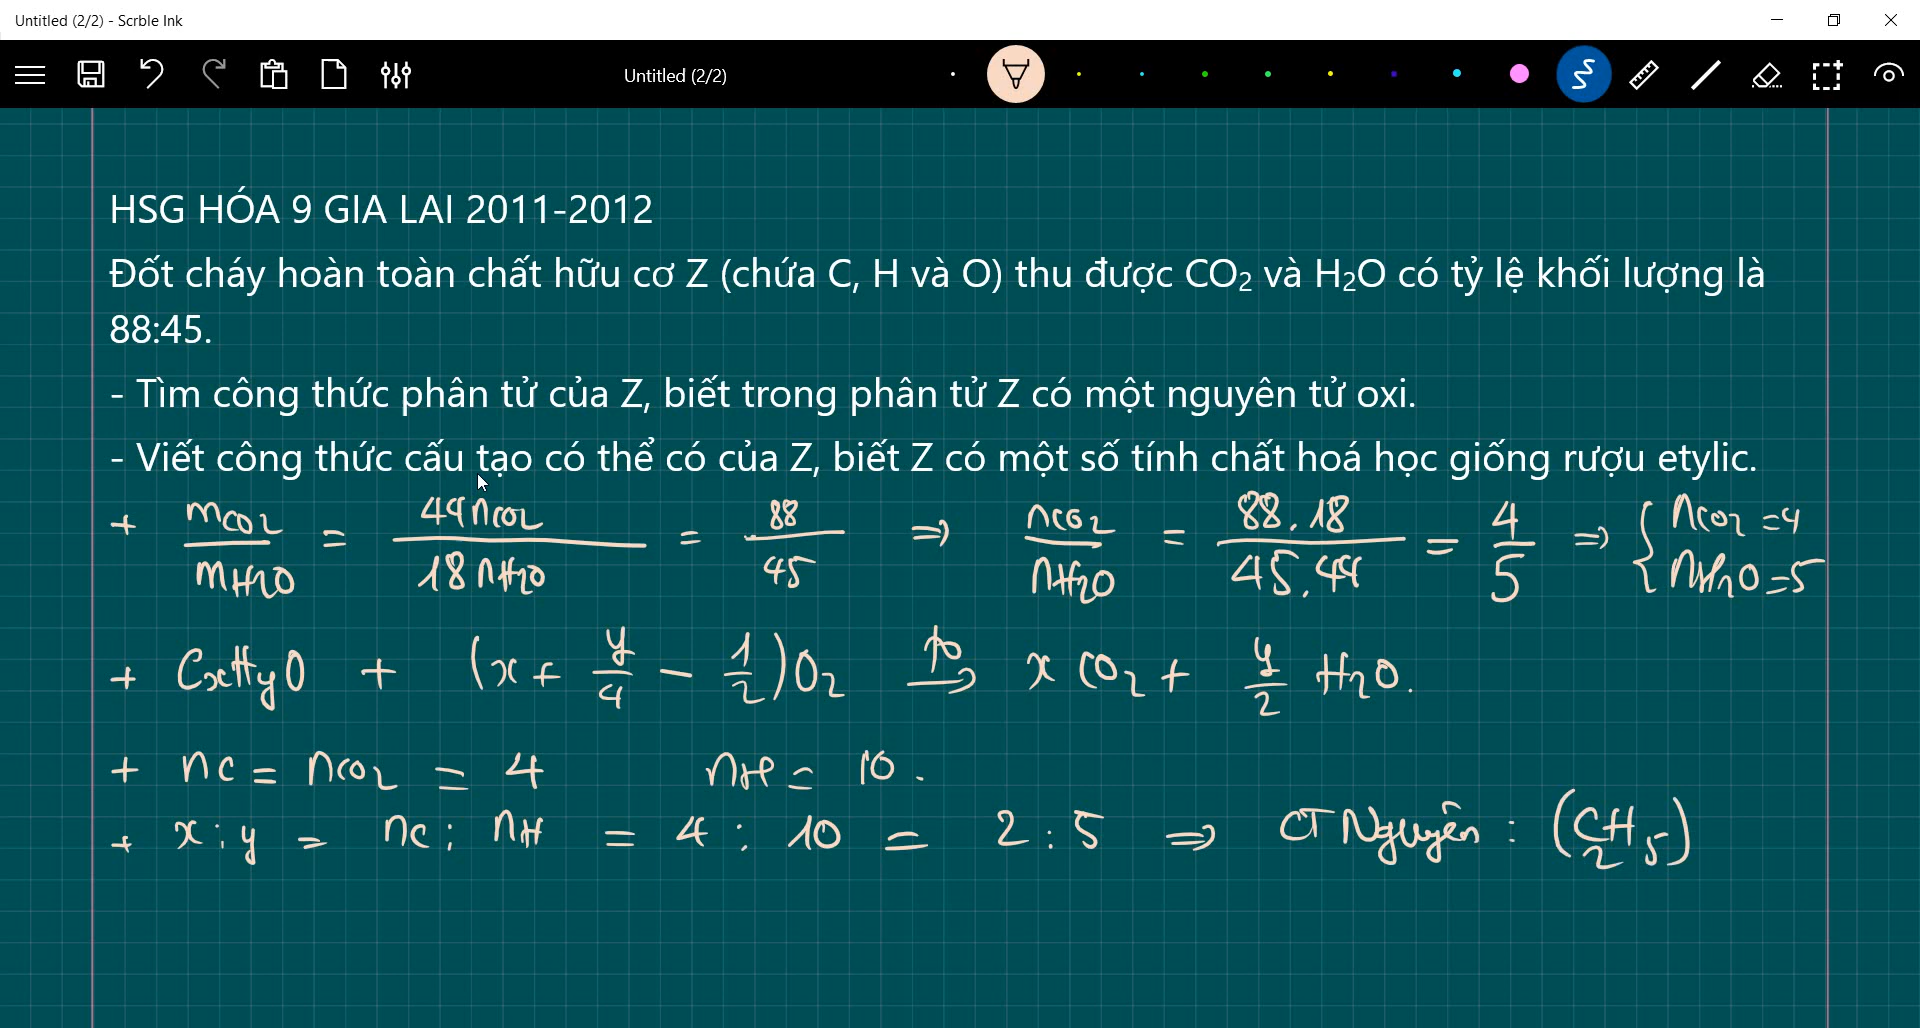 Untitled (2/2) - Scrble Ink
Untitled (2/2)
HSG HÓA 9 GIA LAI 2011-2012
Đốt cháy hoàn toàn chất hữu cơ Z (chứa C, H và O) thu được CO₂ và H₂O có tỷ lệ khối lượng là
88:45.
- Tìm công thức phân tử của Z, biết trong phân tử Z có một nguyên tử oxi.
- Viết công thức cấu tạo có thể có của Z, biết Z có một số tính chất hoá học giống rượu etylic.
+ mCO2/mH2O = 44nCO2/18nH2O = 88/45 => nCO2/nH2O = 88.18/45.44 = 4/5 => { nCO2 = 4 nH2O = 5
+ CxHyO + (x + y/4 - 1/2)O2 →(t°) x CO2 + y/2 H2O.
+ nC = nCO2 = 4 nH = 10.
+ x : y = nC : nH = 4 : 10 = 2 : 5 => CT Nguyên : (C2H5)